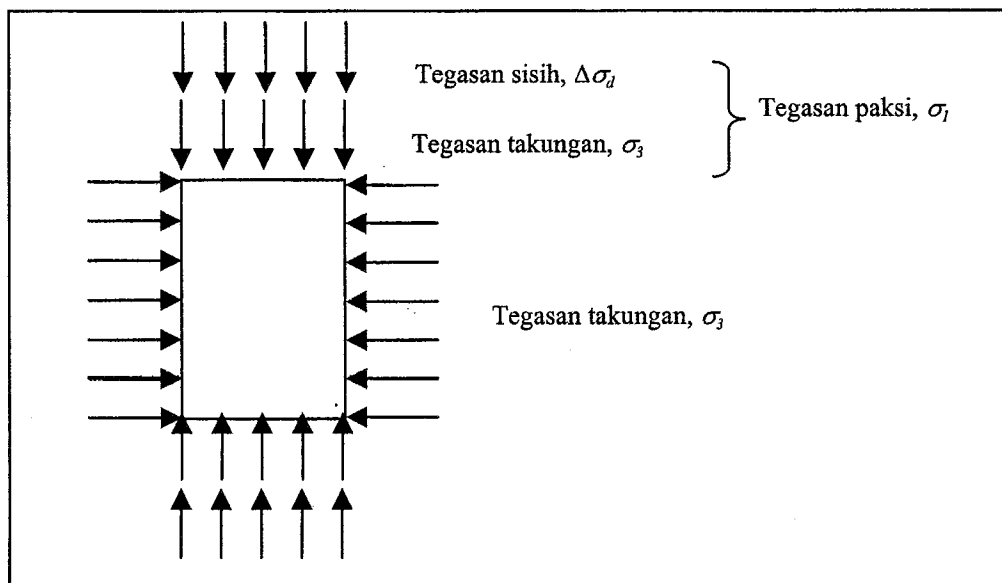 Tegasan sisih, Δσd
Tegasan paksi, σ1
Tegasan takungan, σ3
Tegasan takungan, σ3